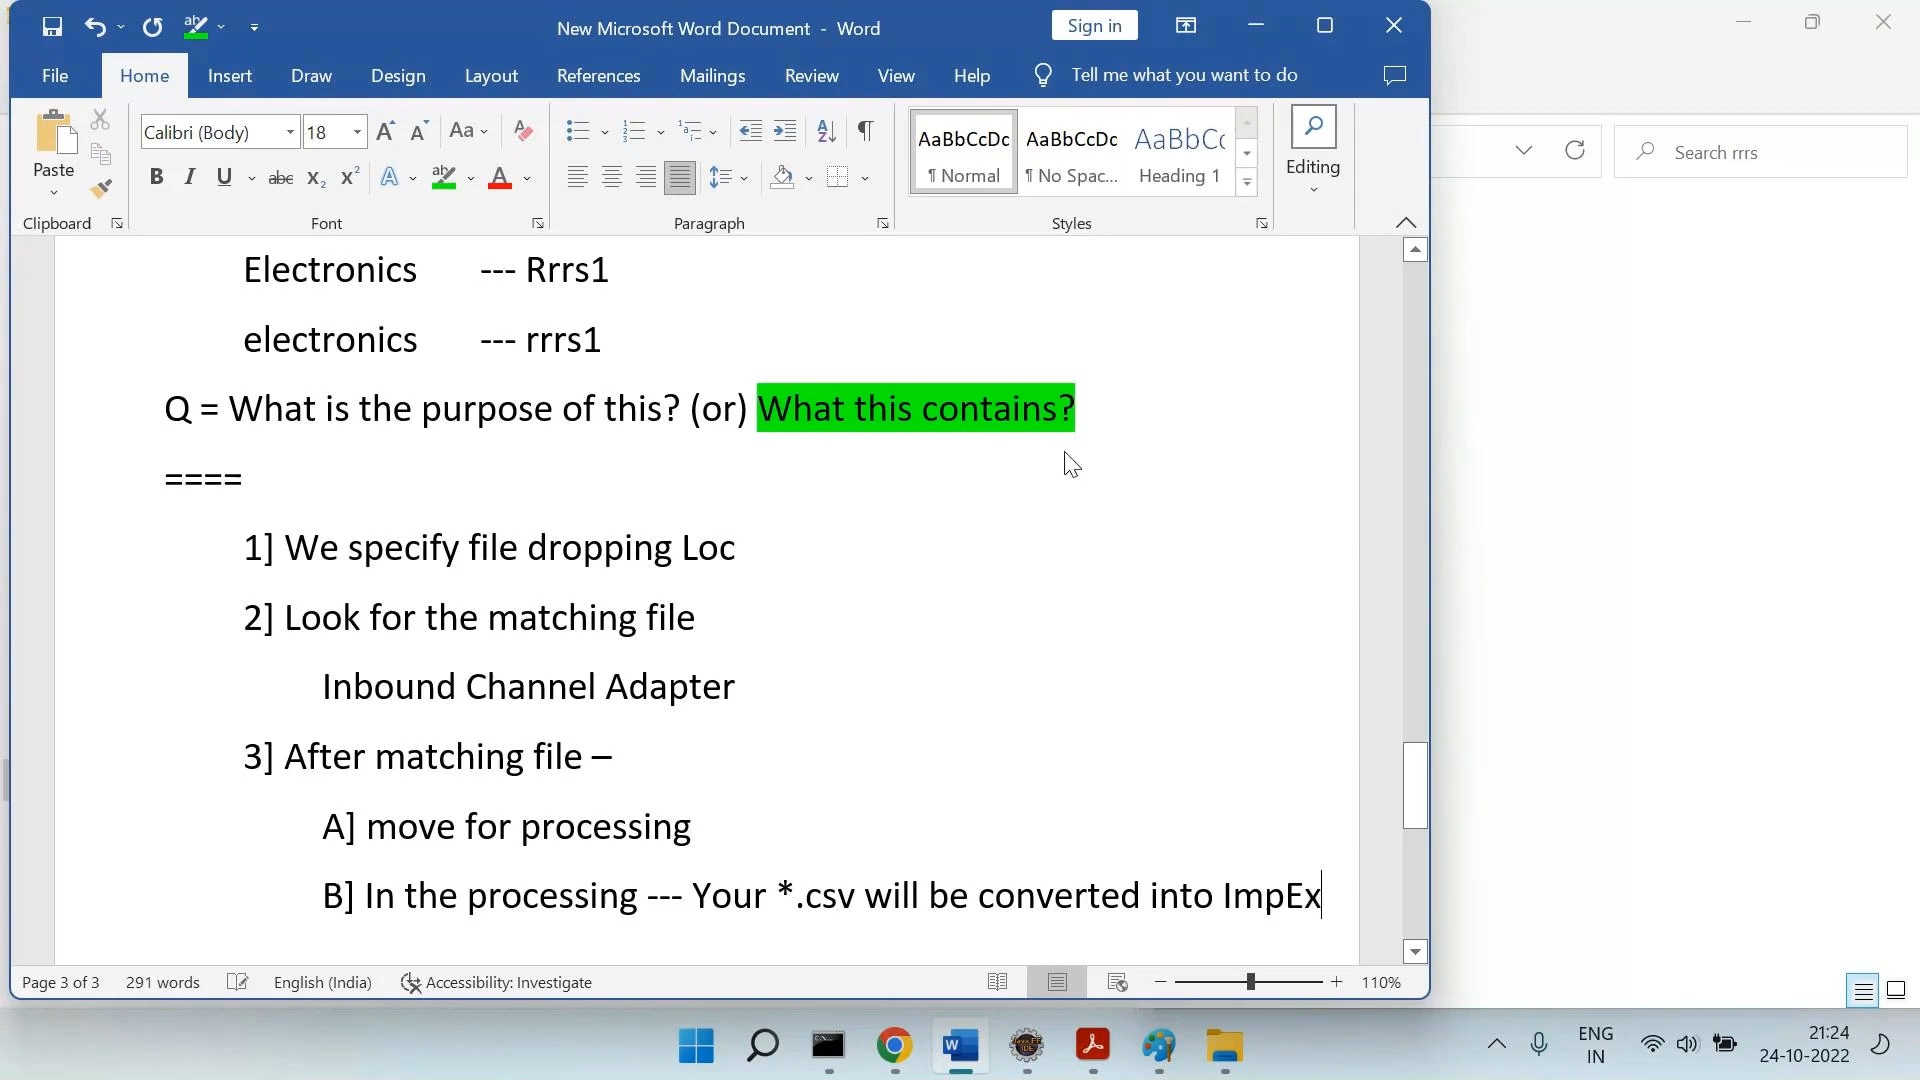 New Microsoft Word Document - Word
Sign in
File Home Insert Draw Design Layout References Mailings Review View Help Tell me what you want to do
Paste
Calibri (Body) 18
Aa
B I U abc X₂ X²
AaBbCcDc AaBbCcDc AaBbCc
¶ Normal ¶ No Spac... Heading 1
Editing
Clipboard Font Paragraph Styles
Search rrrs
Electronics --- Rrrs1
electronics --- rrrs1
Q = What is the purpose of this? (or) What this contains?
====
1] We specify file dropping Loc
2] Look for the matching file
Inbound Channel Adapter
3] After matching file –
A] move for processing
B] In the processing --- Your *.csv will be converted into ImpEx
Page 3 of 3 291 words English (India) Accessibility: Investigate 110%
ENG
IN
21:24
24-10-2022